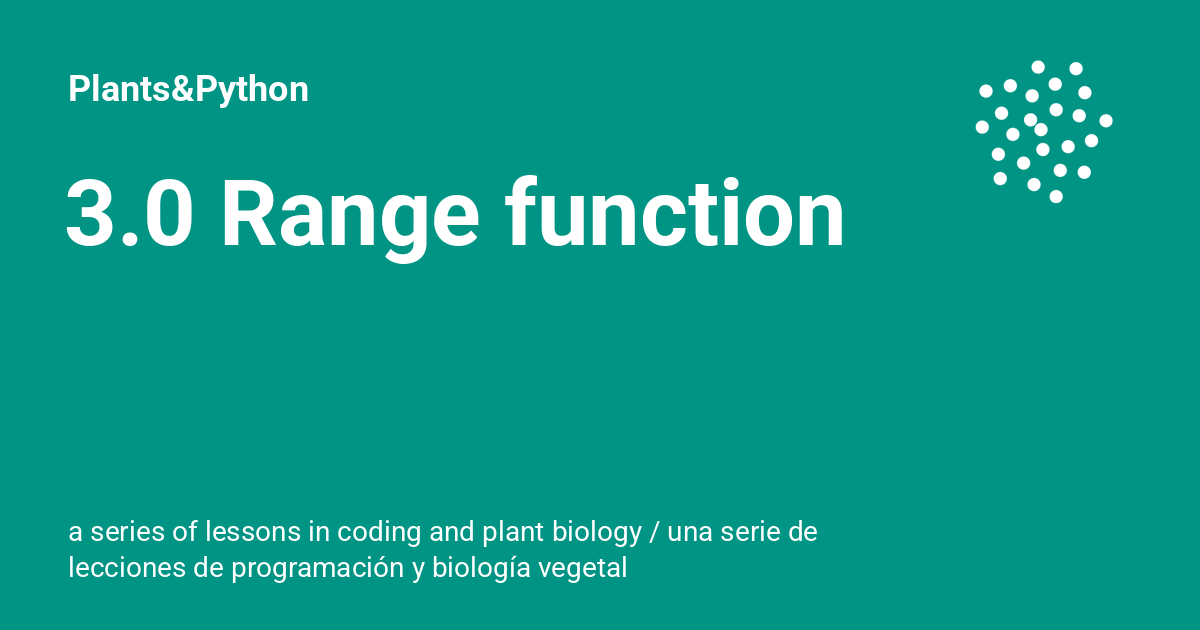 Plants&Python
3.0 Range function
a series of lessons in coding and plant biology / una serie de
lecciones de programación y biología vegetal